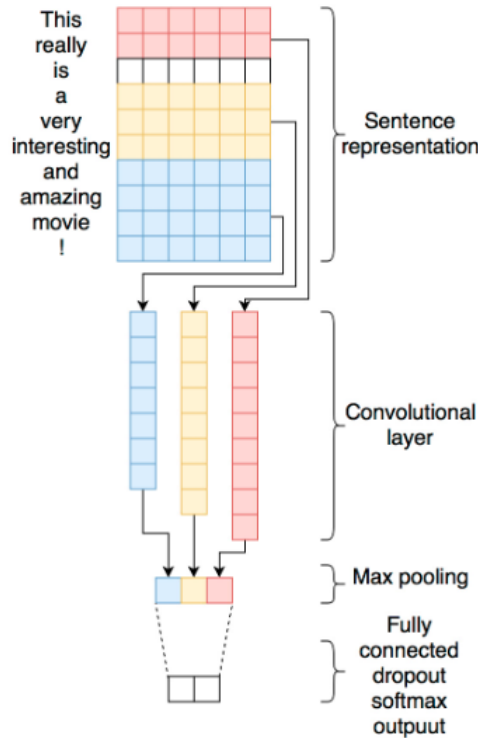 This
really
is
a
very
interesting
and
amazing
movie
!
Sentence
representation
Convolutional
layer
Max pooling
Fully
connected
dropout
softmax
outpuut